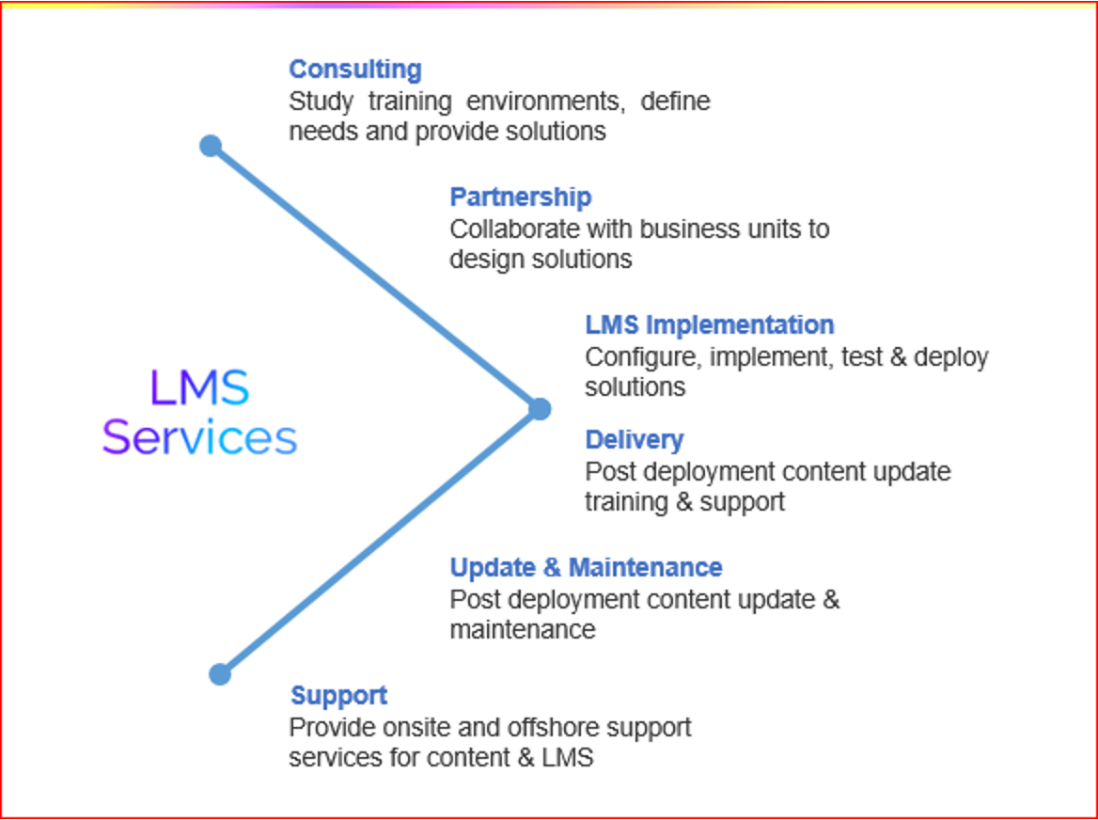 Consulting
Study training environments, define
needs and provide solutions
Partnership
Collaborate with business units to
design solutions
LMS Implementation
Configure, implement, test & deploy
solutions
LMS
Services
Delivery
Post deployment content update
training & support
Update & Maintenance
Post deployment content update &
maintenance
Support
Provide onsite and offshore support
services for content & LMS